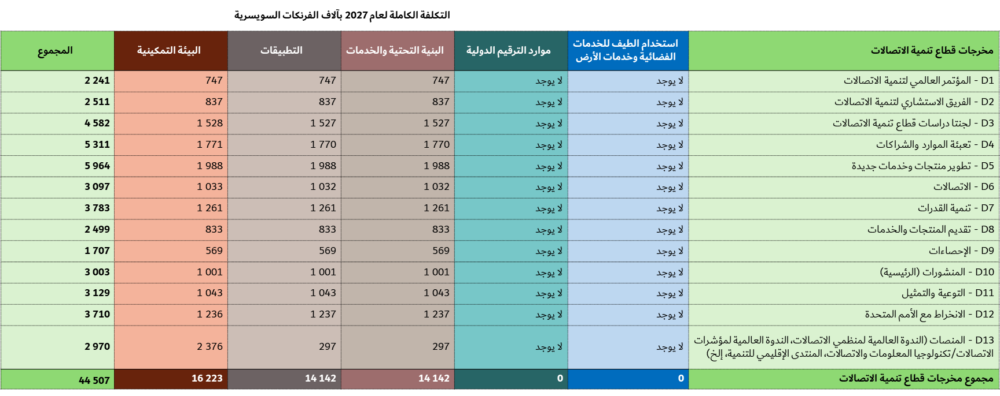 التكلفة الكاملة لعام 2027 بآلاف الفرنكات السويسرية
مخرجات قطاع تنمية الاتصالات استخدام الطيف للخدمات الفضائية وخدمات الأرض موارد الترقيم الدولية البنية التحتية والخدمات التطبيقات البيئة التمكينية المجموع
D1 - المؤتمر العالمي لتنمية الاتصالات لا يوجد لا يوجد 747 747 747 2 241
D2 - الفريق الاستشاري لتنمية الاتصالات لا يوجد لا يوجد 837 837 837 2 511
D3 - لجنتا دراسات قطاع تنمية الاتصالات لا يوجد لا يوجد 1 527 1 527 1 528 4 582
D4 - تعبئة الموارد والشراكات لا يوجد لا يوجد 1 770 1 770 1 771 5 311
D5 - تطوير منتجات وخدمات جديدة لا يوجد لا يوجد 1 988 1 988 1 988 5 964
D6 - الاتصالات لا يوجد لا يوجد 1 032 1 032 1 033 3 097
D7 - تنمية القدرات لا يوجد لا يوجد 1 261 1 261 1 261 3 783
D8 - تقديم المنتجات والخدمات لا يوجد لا يوجد 833 833 833 2 499
D9 - الإحصاءات لا يوجد لا يوجد 569 569 569 1 707
D10 - المنشورات (الرئيسية) لا يوجد لا يوجد 1 001 1 001 1 001 3 003
D11 - التوعية والتمثيل لا يوجد لا يوجد 1 043 1 043 1 043 3 129
D12 - الانخراط مع الأمم المتحدة لا يوجد لا يوجد 1 237 1 237 1 236 3 710
D13 - المنصات (الندوة العالمية لمنظمي الاتصالات، الندوة العالمية لمؤشرات
الاتصالات/تكنولوجيا المعلومات والاتصالات، المنتدى الإقليمي للتنمية، إلخ) لا يوجد لا يوجد 297 297 2 376 2 970
مجموع مخرجات قطاع تنمية الاتصالات 0 0 14 142 14 142 16 223 44 507